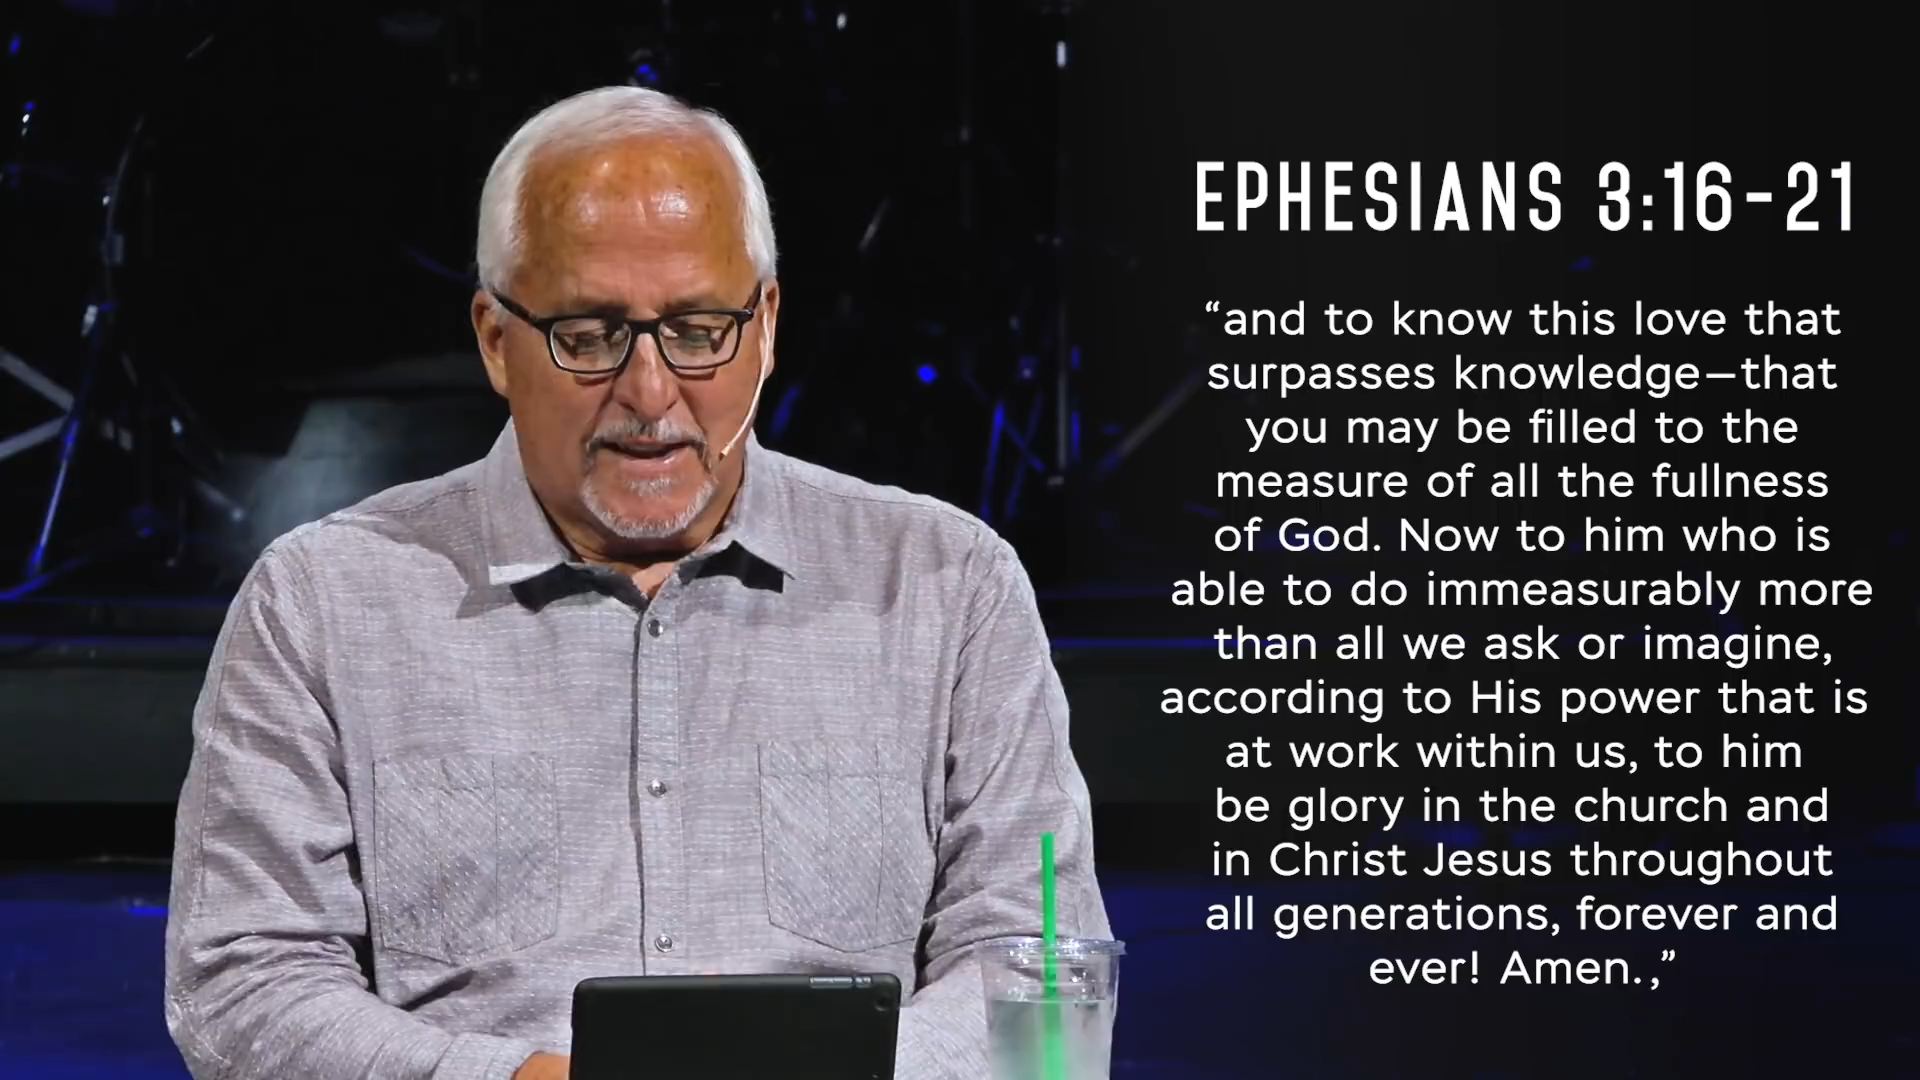 EPHESIANS 3:16-21
“and to know this love that
surpasses knowledge—that
you may be filled to the
measure of all the fullness
of God. Now to him who is
able to do immeasurably more
than all we ask or imagine,
according to His power that is
at work within us, to him
be glory in the church and
in Christ Jesus throughout
all generations, forever and
ever! Amen.,”